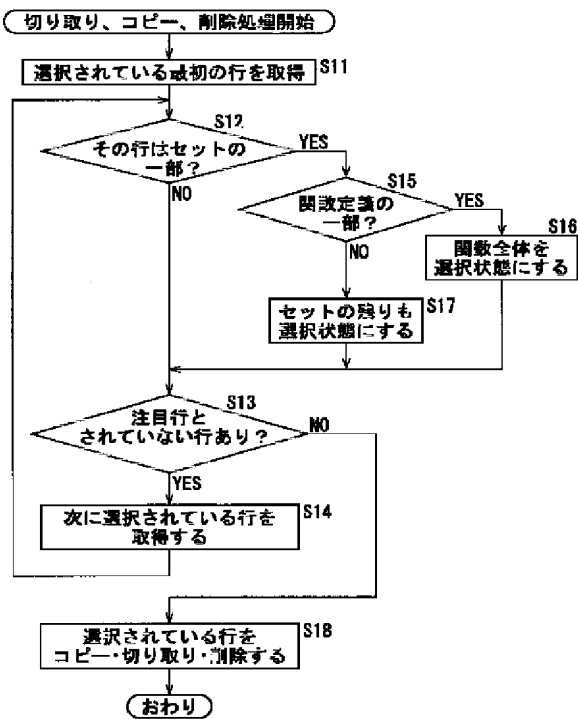 切り取り、コピー、削除処理開始
選択されている最初の行を取得
S11
S12
その行はセットの
一部？
YES
NO
S15
関数定義の
一部？
YES
NO
S16
関数全体を
選択状態にする
セットの残りも
選択状態にする
S17
S13
注目行と
されていない行あり？
NO
YES
次に選択されている行を
取得する
S14
選択されている行を
コピー・切り取り・削除する
S18
おわり